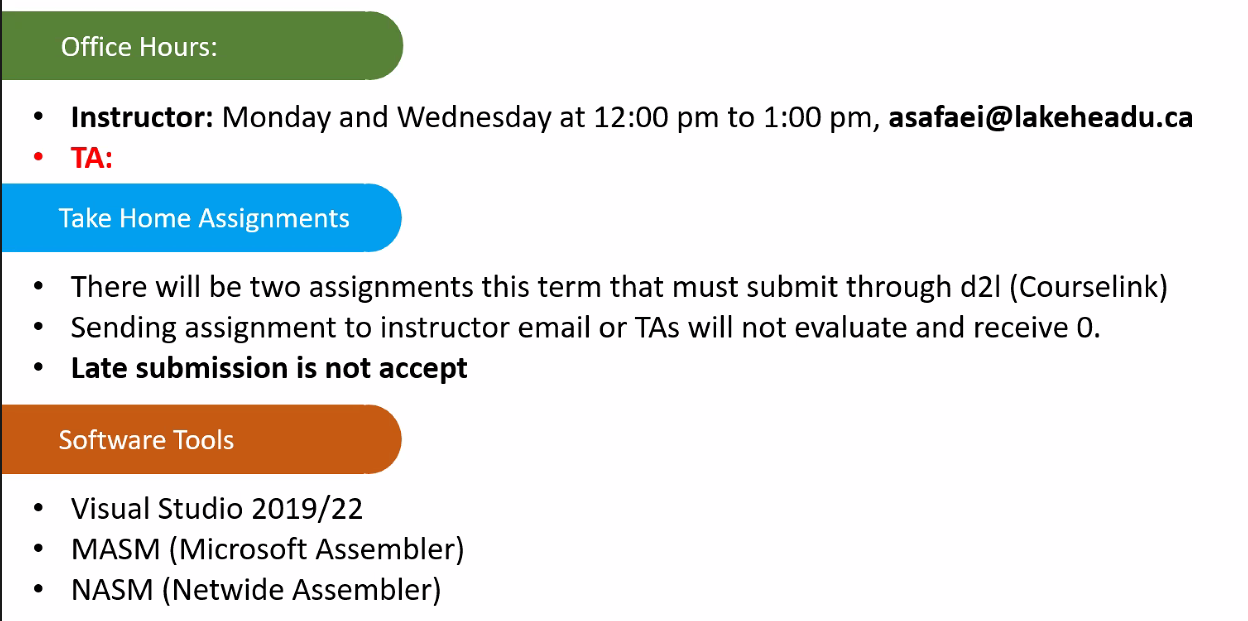 Office Hours:
• Instructor: Monday and Wednesday at 12:00 pm to 1:00 pm, asafaei@lakeheadu.ca
• TA:
Take Home Assignments
• There will be two assignments this term that must submit through d2l (Courselink)
• Sending assignment to instructor email or TAs will not evaluate and receive 0.
• Late submission is not accept
Software Tools
• Visual Studio 2019/22
• MASM (Microsoft Assembler)
• NASM (Netwide Assembler)